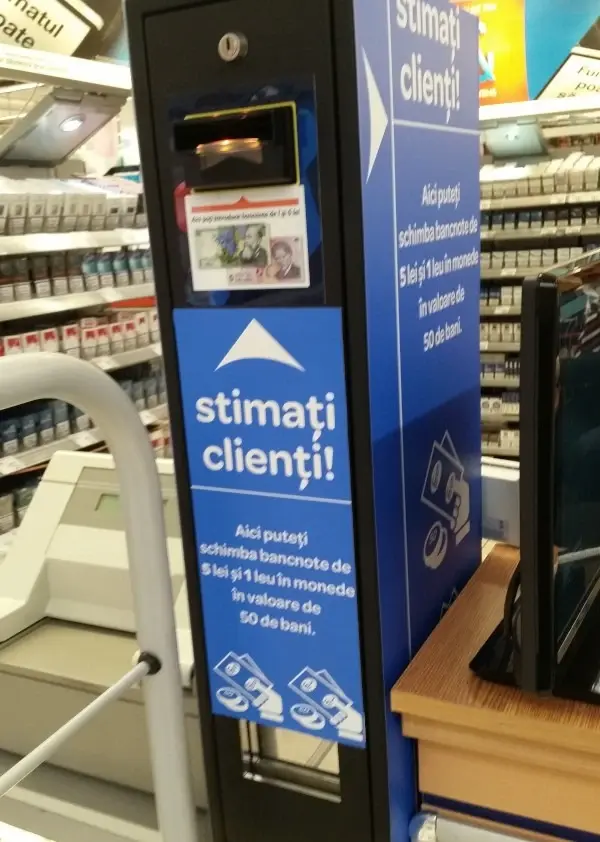 stimați
clienți!
Aici puteți
schimba bancnote de
5 lei și 1 leu în monede
în valoare de
50 de bani.
stimați
clienți!
Aici puteți
schimba bancnote de
5 lei și 1 leu în monede
în valoare de
50 de bani.